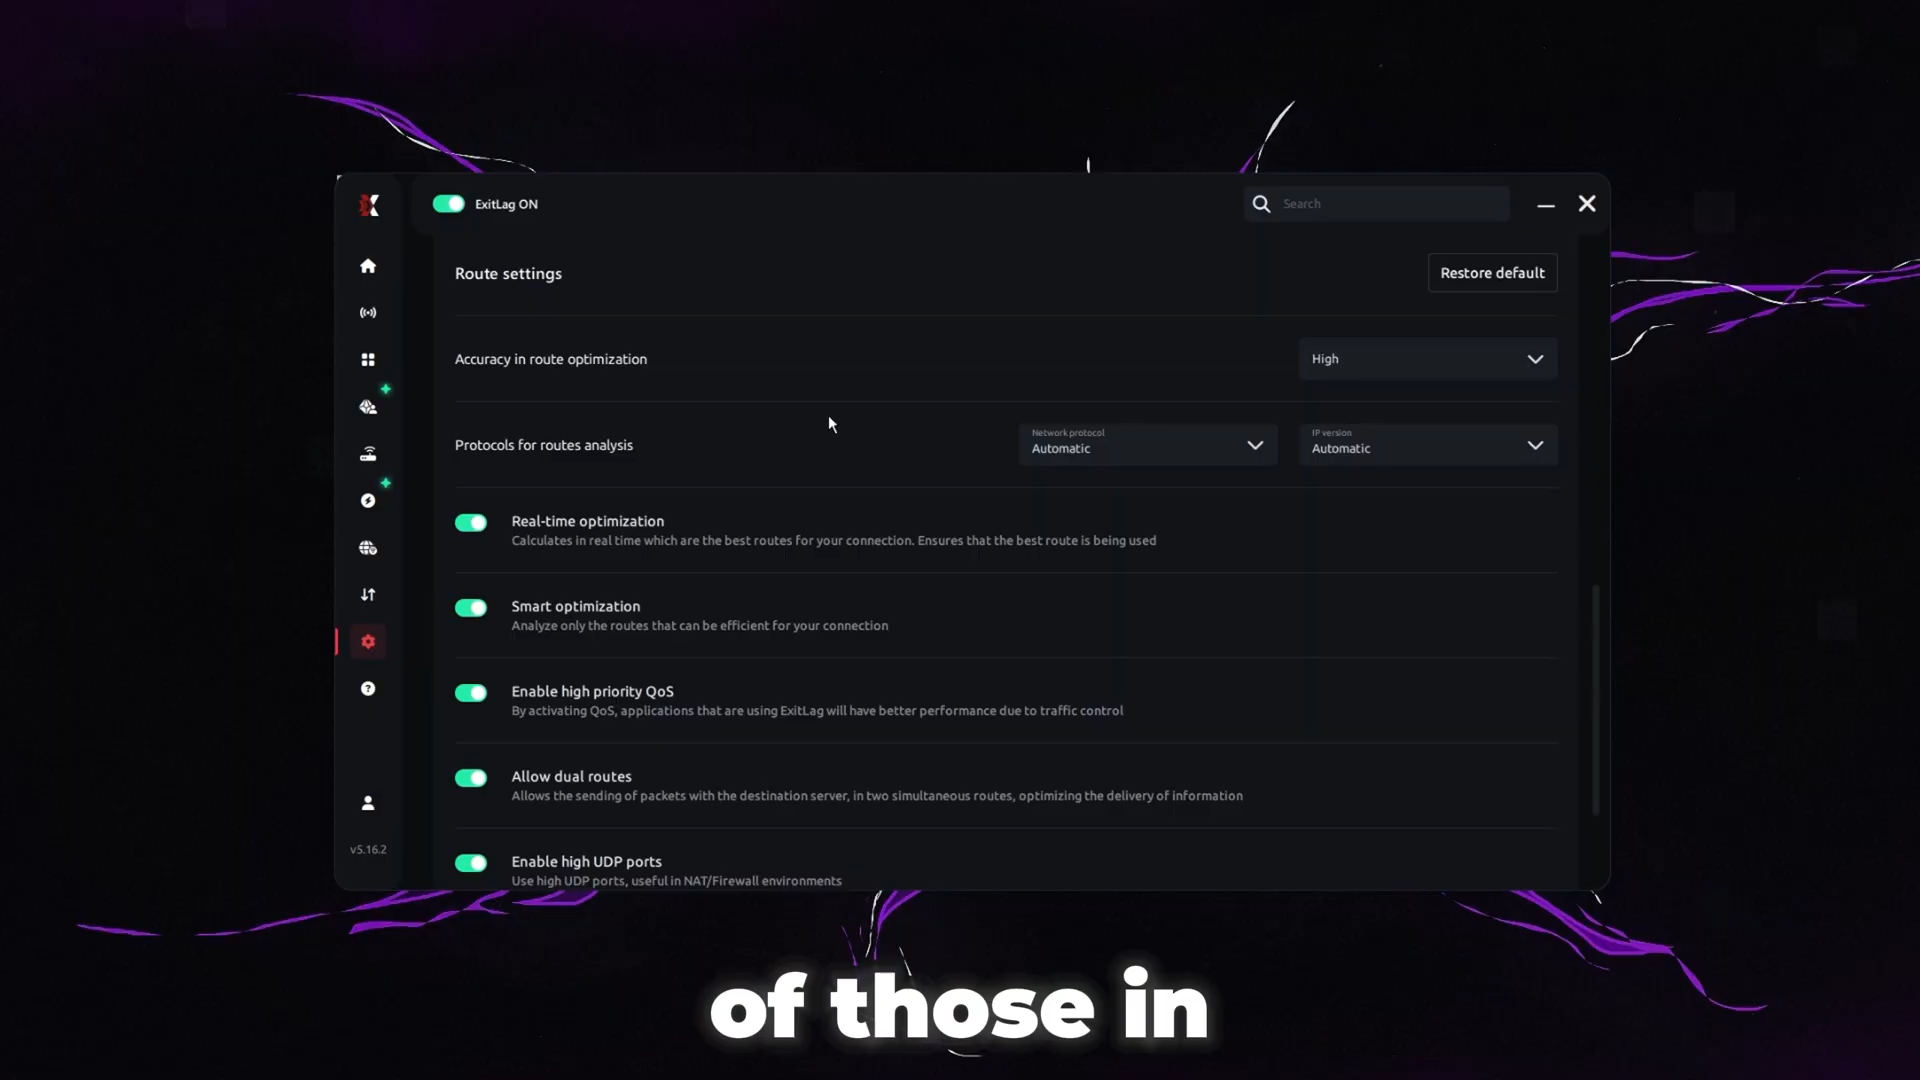 ExitLag ON
Search
Route settings
Restore default
Accuracy in route optimization
High
Protocols for routes analysis
Network protocol
Automatic
IP version
Automatic
Real-time optimization
Calculates in real time which are the best routes for your connection. Ensures that the best route is being used
Smart optimization
Analyze only the routes that can be efficient for your connection
Enable high priority QoS
By activating QoS, applications that are using ExitLag will have better performance due to traffic control
Allow dual routes
Allows the sending of packets with the destination server, in two simultaneous routes, optimizing the delivery of information
v5.16.2
Enable high UDP ports
Use high UDP ports, useful in NAT/Firewall environments
of those in